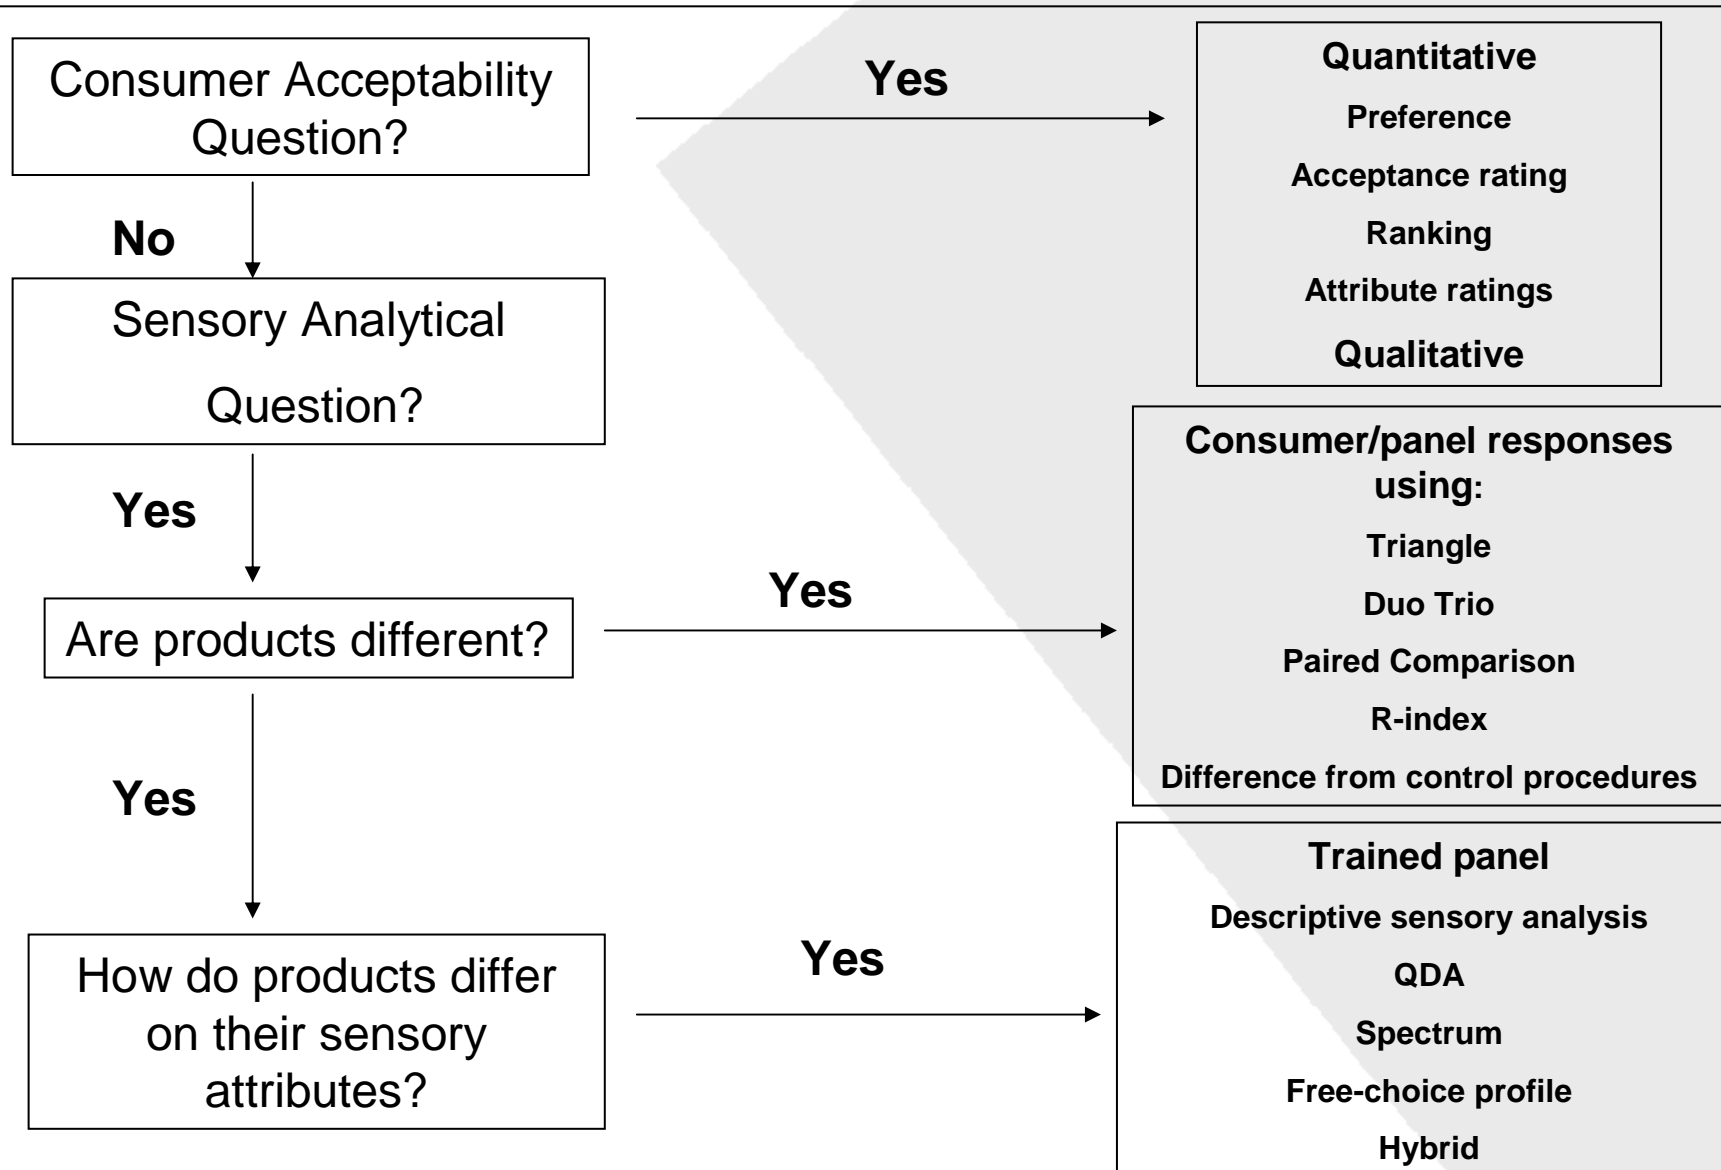 Consumer Acceptability
Question?
Yes
Quantitative
Preference
Acceptance rating
Ranking
Attribute ratings
Qualitative
No
Sensory Analytical
Question?
Yes
Consumer/panel responses
using:
Triangle
Duo Trio
Paired Comparison
R-index
Difference from control procedures
Are products different?
Yes
Yes
How do products differ
on their sensory
attributes?
Yes
Trained panel
Descriptive sensory analysis
QDA
Spectrum
Free-choice profile
Hybrid